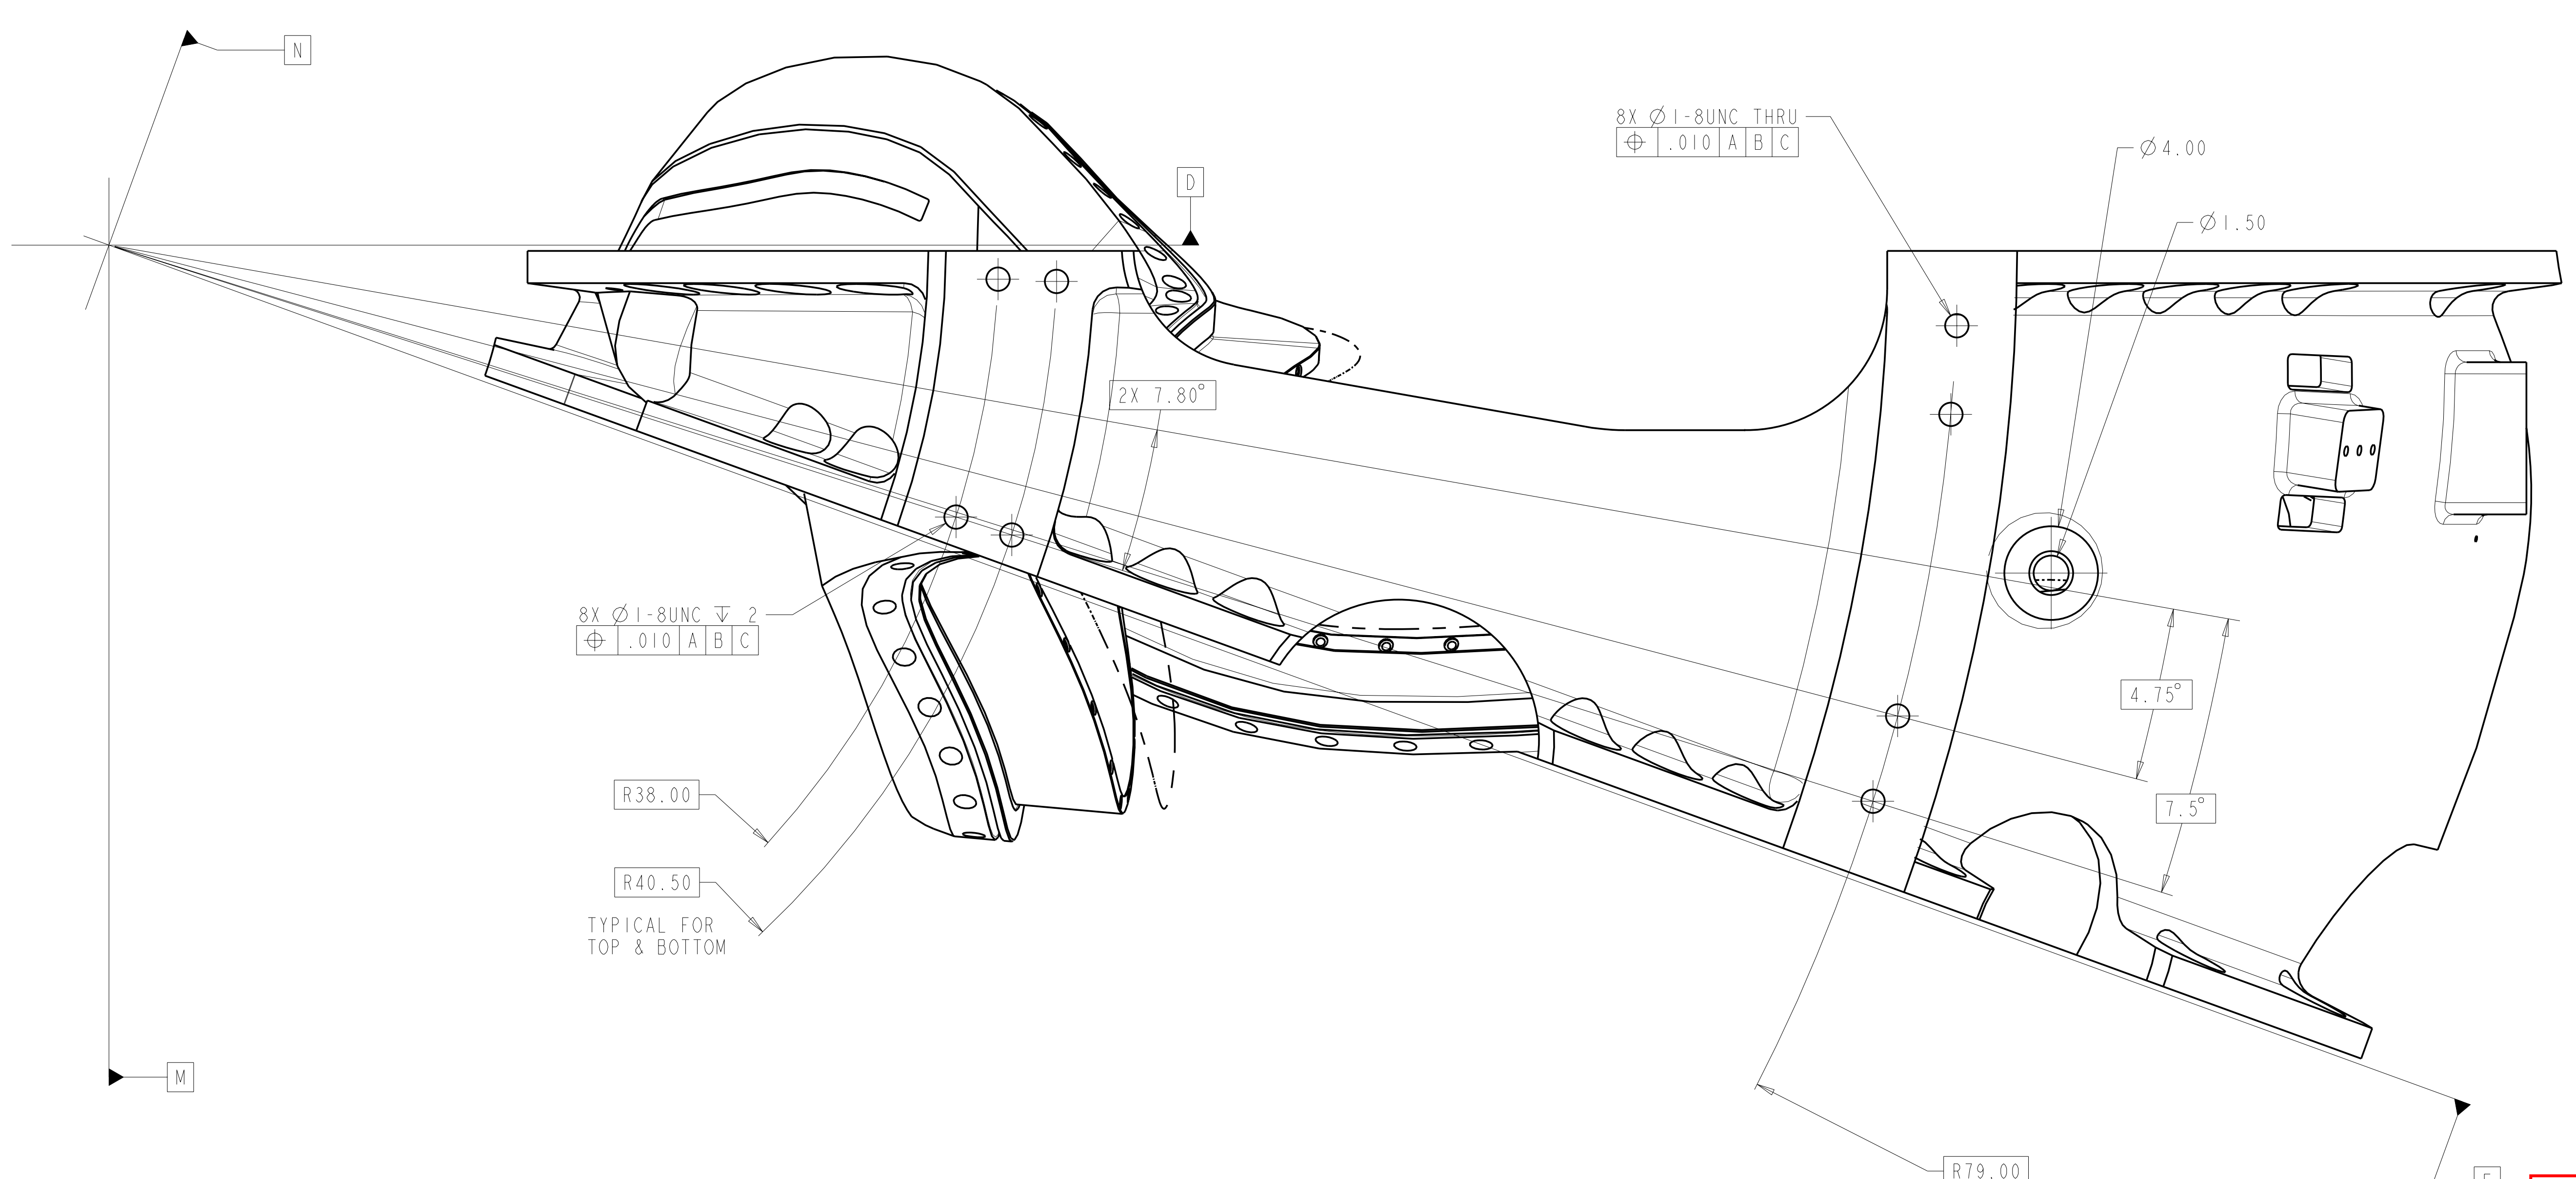 N
D
8X ⌀1-8UNC THRU
⌖ .010 A B C
⌀4.00
⌀1.50
2X 7.80°
8X ⌀1-8UNC ↧ 2
⌖ .010 A B C
4.75°
7.5°
R38.00
R40.50
TYPICAL FOR
TOP & BOTTOM
M
R79.00